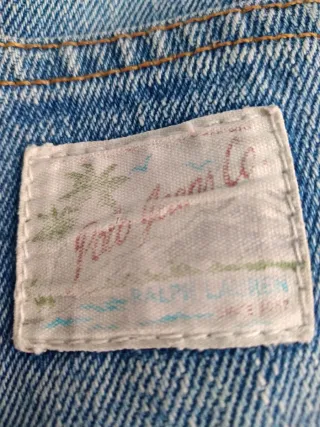 Polo Jeans Co
RALPH LAUREN